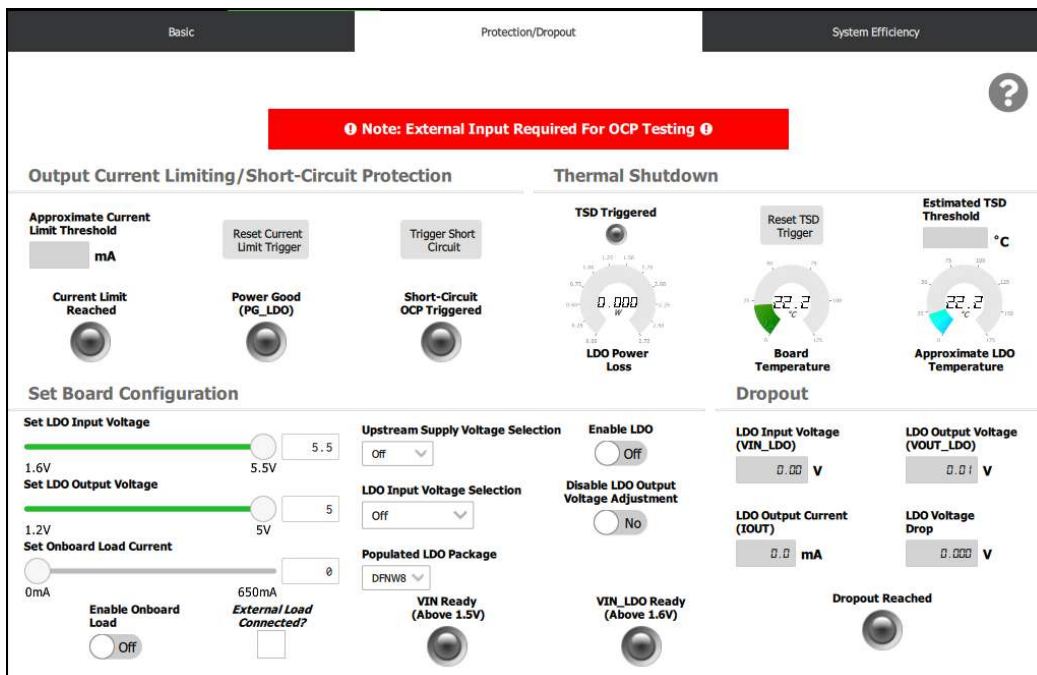 Basic
Protection/Dropout
System Efficiency
?
Note: External Input Required For OCP Testing
Output Current Limiting/Short-Circuit Protection
Approximate Current
Limit Threshold
mA
Reset Current
Limit Trigger
Trigger Short
Circuit
Current Limit
Reached
Power Good
(PG_LDO)
Short-Circuit
OCP Triggered
Thermal Shutdown
TSD Triggered
Reset TSD
Trigger
Estimated TSD
Threshold
°C
0.000
W
LDO Power
Loss
22.2
°C
Board
Temperature
22.2
°C
Approximate LDO
Temperature
Set Board Configuration
Set LDO Input Voltage
5.5
1.6V
5.5V
Set LDO Output Voltage
5
1.2V
5V
Set Onboard Load Current
0
0mA
650mA
Enable Onboard
Load
Off
External Load
Connected?
Upstream Supply Voltage Selection
Off
LDO Input Voltage Selection
Off
Populated LDO Package
DFNW8
VIN Ready
(Above 1.5V)
Enable LDO
Off
Disable LDO Output
Voltage Adjustment
No
VIN_LDO Ready
(Above 1.6V)
Dropout
LDO Input Voltage
(VIN_LDO)
0.00 V
LDO Output Voltage
(VOUT_LDO)
0.01 V
LDO Output Current
(IOUT)
0.0 mA
LDO Voltage
Drop
0.000 V
Dropout Reached